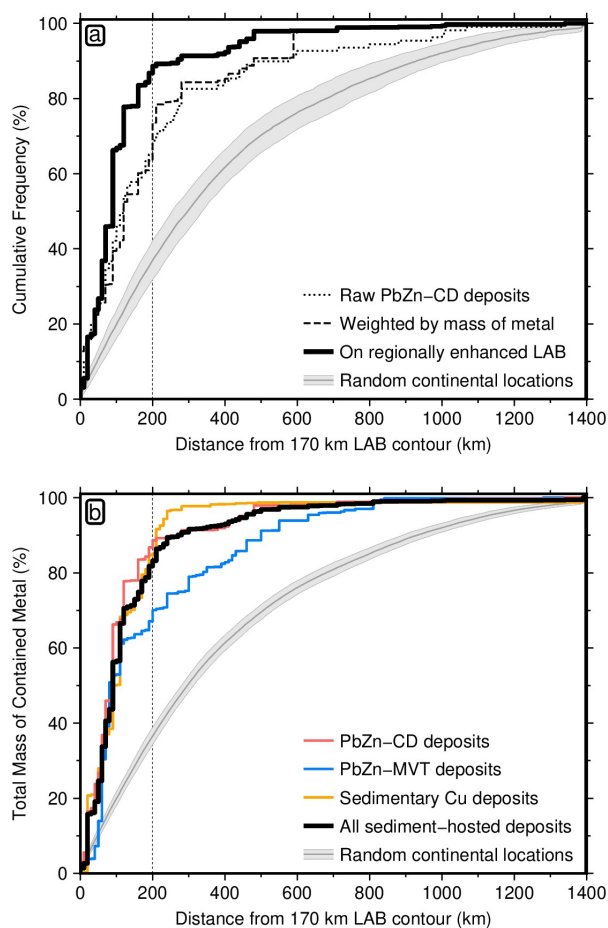 a
100
80
60
40
20
0
Cumulative Frequency (%)
Raw PbZn−CD deposits
Weighted by mass of metal
On regionally enhanced LAB
Random continental locations
0 200 400 600 800 1000 1200 1400
Distance from 170 km LAB contour (km)
b
100
80
60
40
20
0
Total Mass of Contained Metal (%)
PbZn−CD deposits
PbZn−MVT deposits
Sedimentary Cu deposits
All sediment−hosted deposits
Random continental locations
0 200 400 600 800 1000 1200 1400
Distance from 170 km LAB contour (km)